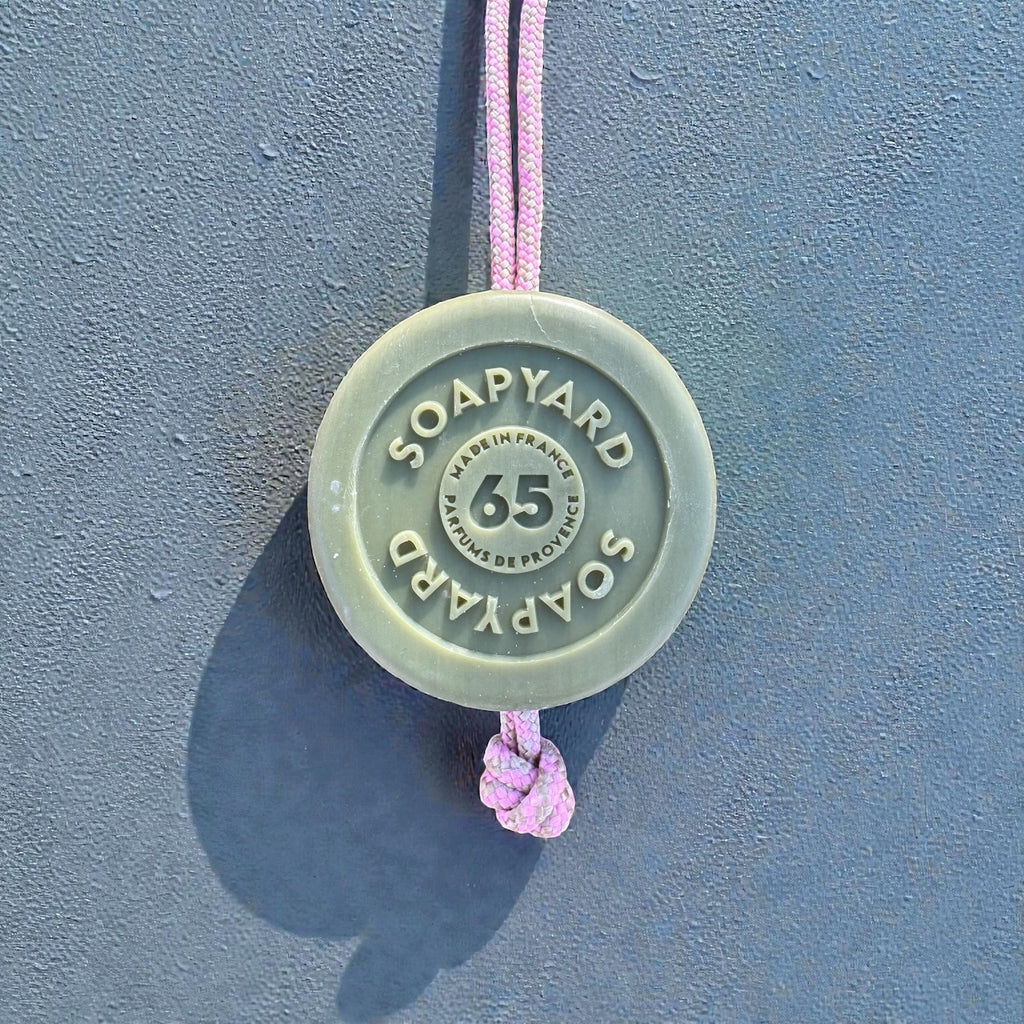 SOAPYARD
MADE IN FRANCE
65
PARFUMS DE PROVENCE
SOAPYARD